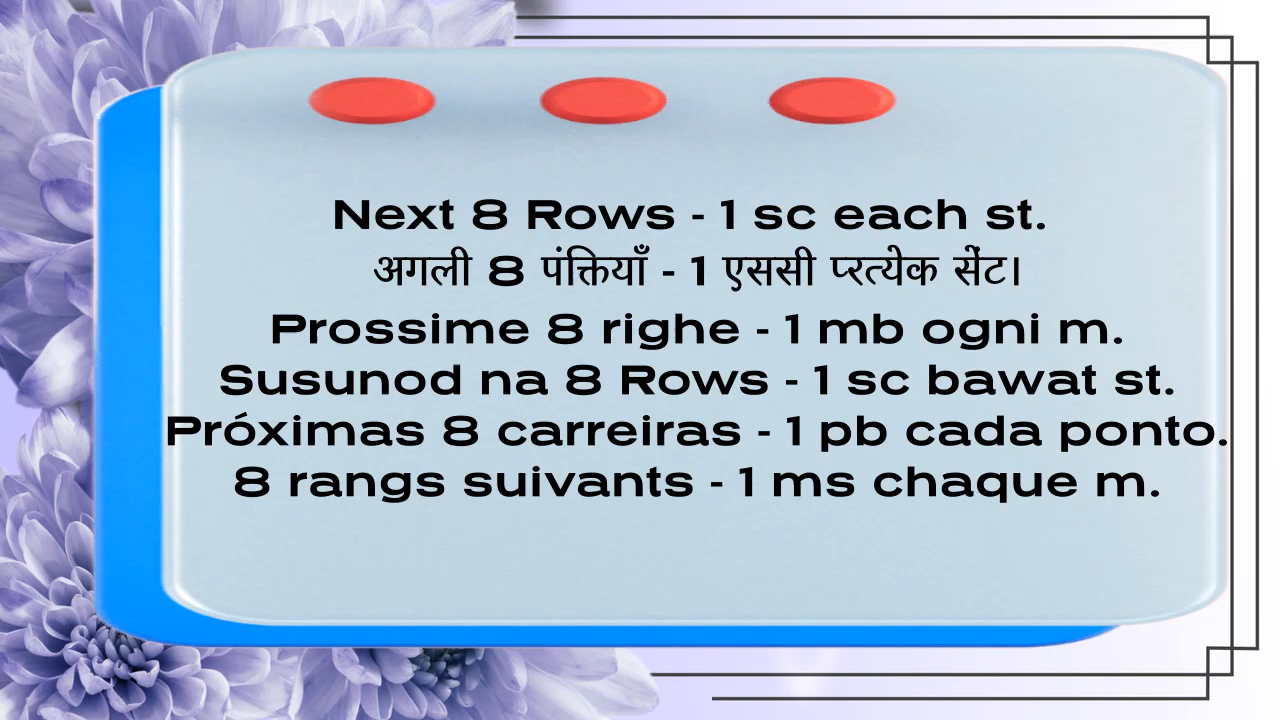 Next 8 Rows - 1 sc each st.
अगली 8 पंक्तियाँ - 1 एससी प्रत्येक सेंट।
Prossime 8 righe - 1 mb ogni m.
Susunod na 8 Rows - 1 sc bawat st.
Próximas 8 carreiras - 1 pb cada ponto.
8 rangs suivants - 1 ms chaque m.